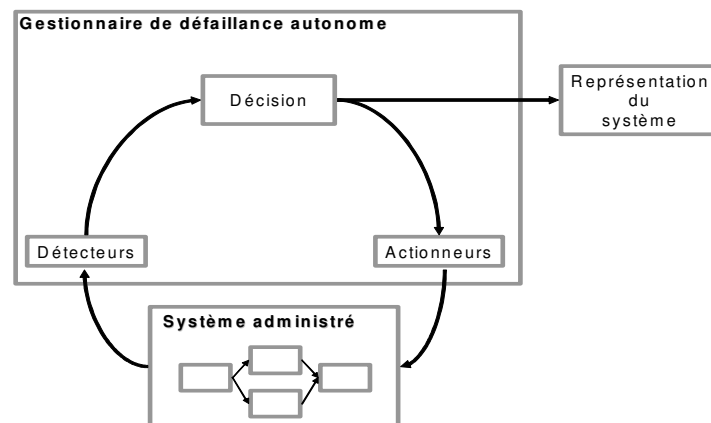 Gestionnaire de défaillance autonome
Décision
Représentation
du
système
Détecteurs
Actionneurs
Système administré